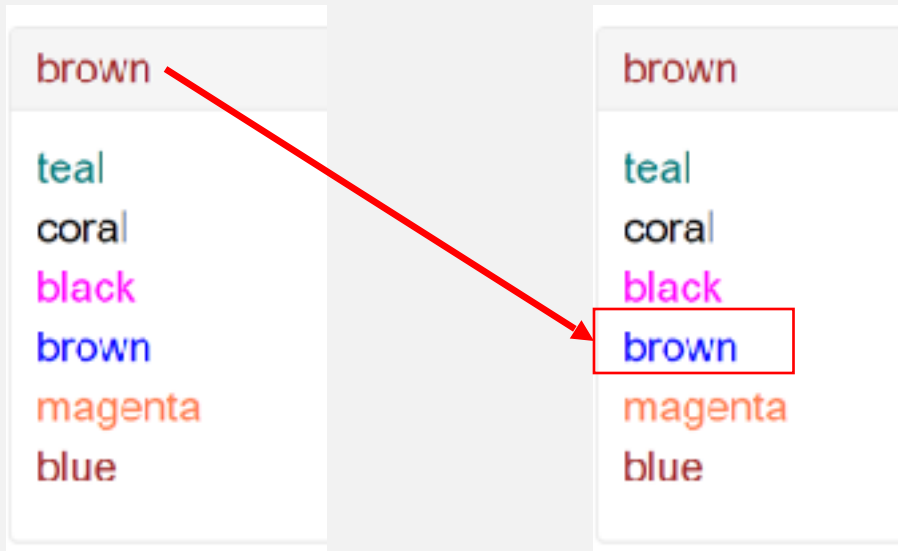 brown
teal
coral
black
brown
magenta
blue
brown
teal
coral
black
brown
magenta
blue